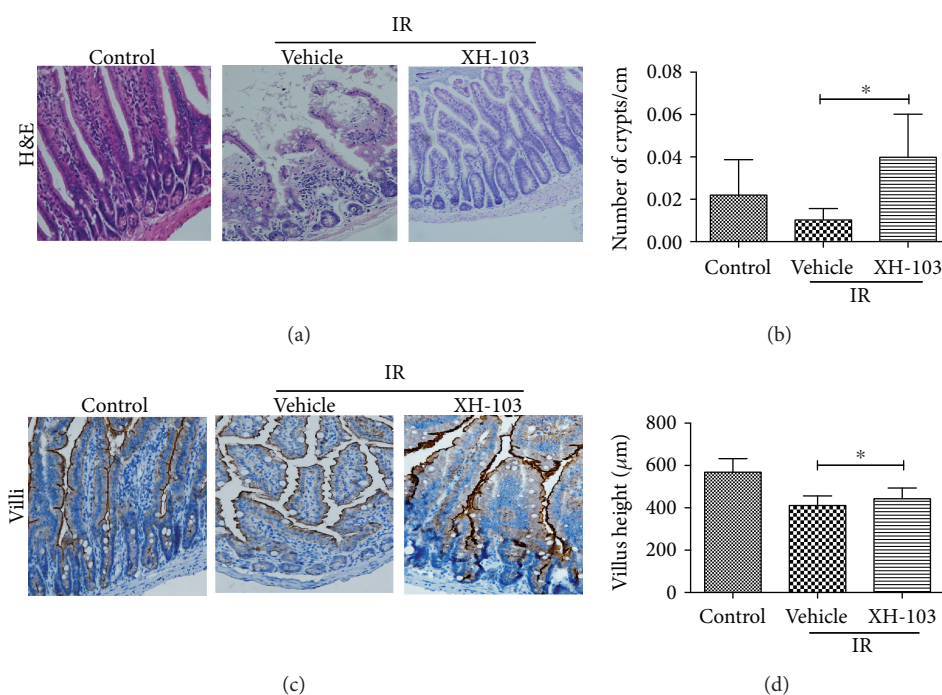 IR
Control
Vehicle
XH-103
H&E
(a)
Number of crypts/cm
0.08
0.06
0.04
0.02
0.00
*
Control
Vehicle
XH-103
IR
(b)
IR
Control
Vehicle
XH-103
Villi
(c)
Villus height (μm)
800
600
400
200
0
*
Control
Vehicle
XH-103
IR
(d)